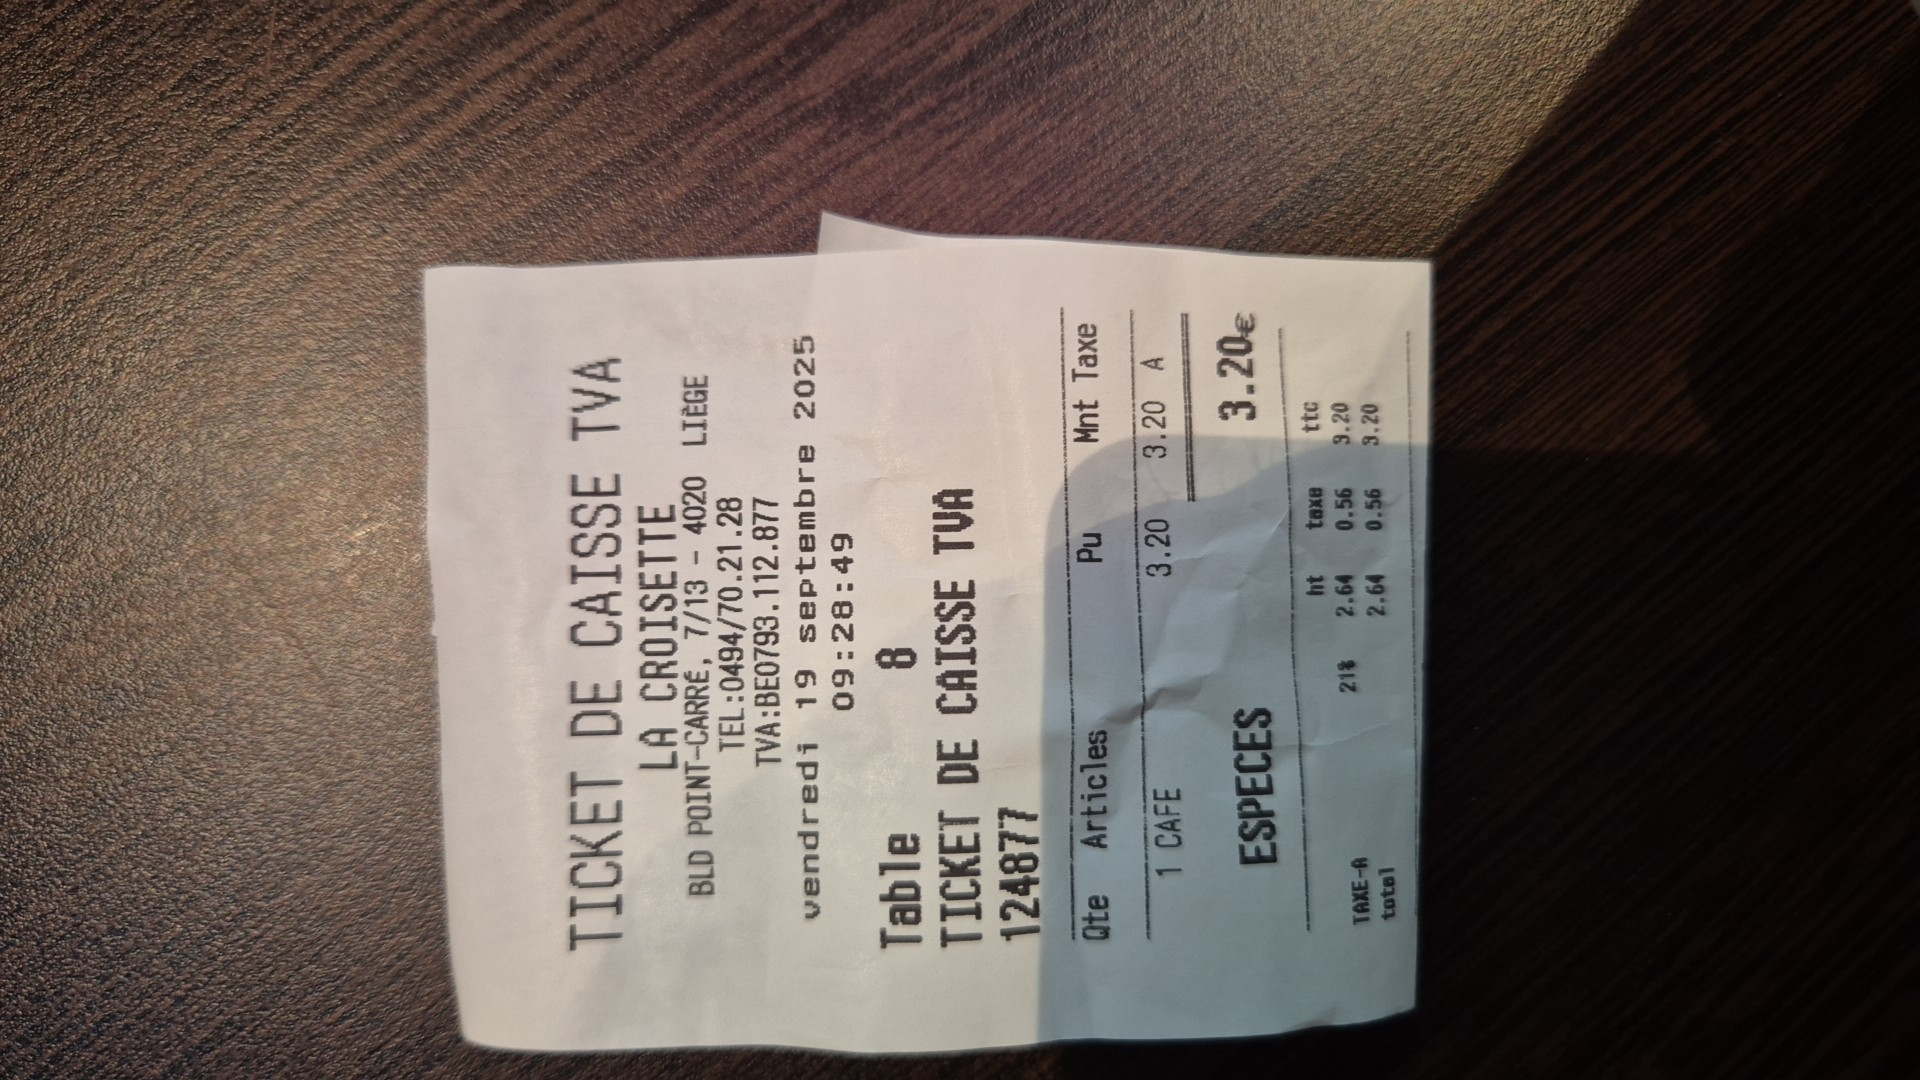 TICKET DE CAISSE TVA
LA CROISETTE
BLD POINT-CARRÉ, 7/13 - 4020 LIÈGE
TEL:0494/70.21.28
TVA:BE0793.112.877
vendredi 19 septembre 2025
09:28:49
Table 8
TICKET DE CAISSE TVA
124877
Qte Articles Pu Mnt Taxe
1 CAFE 3.20 3.20 A
ESPECES 3.20€
ht taxe ttc
TAXE-A 21% 2.64 0.56 3.20
total 2.64 0.56 3.20